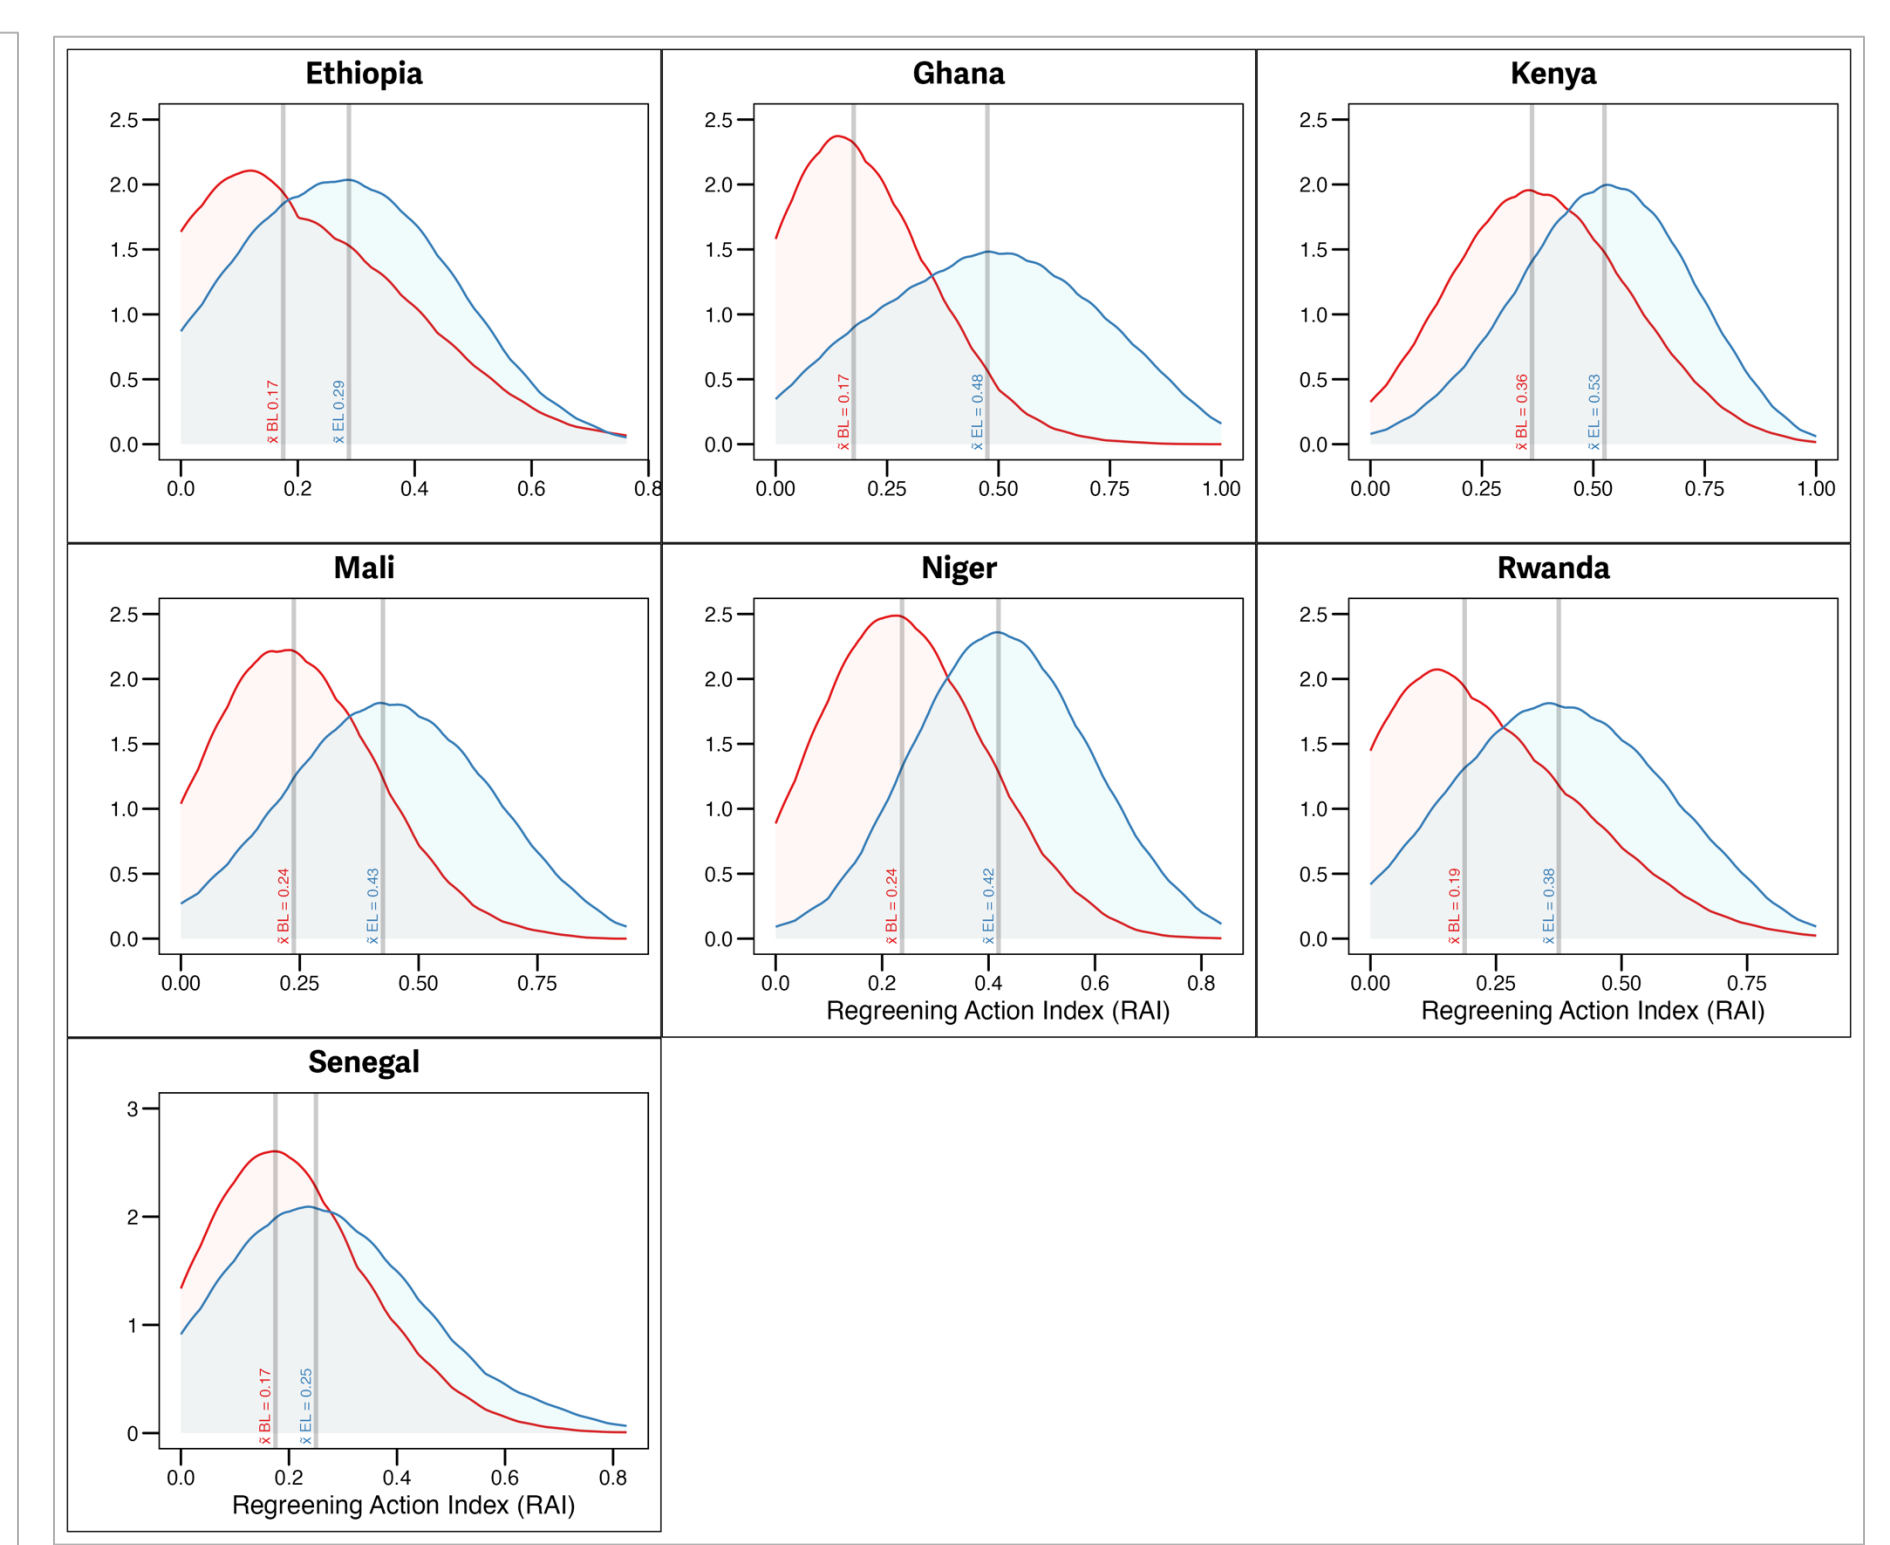 Ethiopia
2.5
2.0
1.5
1.0
0.5
0.0
x̃ BL 0.17
x̃ EL 0.29
0.0 0.2 0.4 0.6 0.8
Ghana
2.5
2.0
1.5
1.0
0.5
0.0
x̃ BL = 0.17
x̃ EL = 0.48
0.00 0.25 0.50 0.75 1.00
Kenya
2.5
2.0
1.5
1.0
0.5
0.0
x̃ BL = 0.36
x̃ EL = 0.53
0.00 0.25 0.50 0.75 1.00
Mali
2.5
2.0
1.5
1.0
0.5
0.0
x̃ BL = 0.24
x̃ EL = 0.43
0.00 0.25 0.50 0.75
Niger
2.5
2.0
1.5
1.0
0.5
0.0
x̃ BL = 0.24
x̃ EL = 0.42
0.0 0.2 0.4 0.6 0.8
Regreening Action Index (RAI)
Rwanda
2.5
2.0
1.5
1.0
0.5
0.0
x̃ BL = 0.19
x̃ EL = 0.38
0.00 0.25 0.50 0.75
Regreening Action Index (RAI)
Senegal
3
2
1
0
x̃ BL = 0.17
x̃ EL = 0.25
0.0 0.2 0.4 0.6 0.8
Regreening Action Index (RAI)